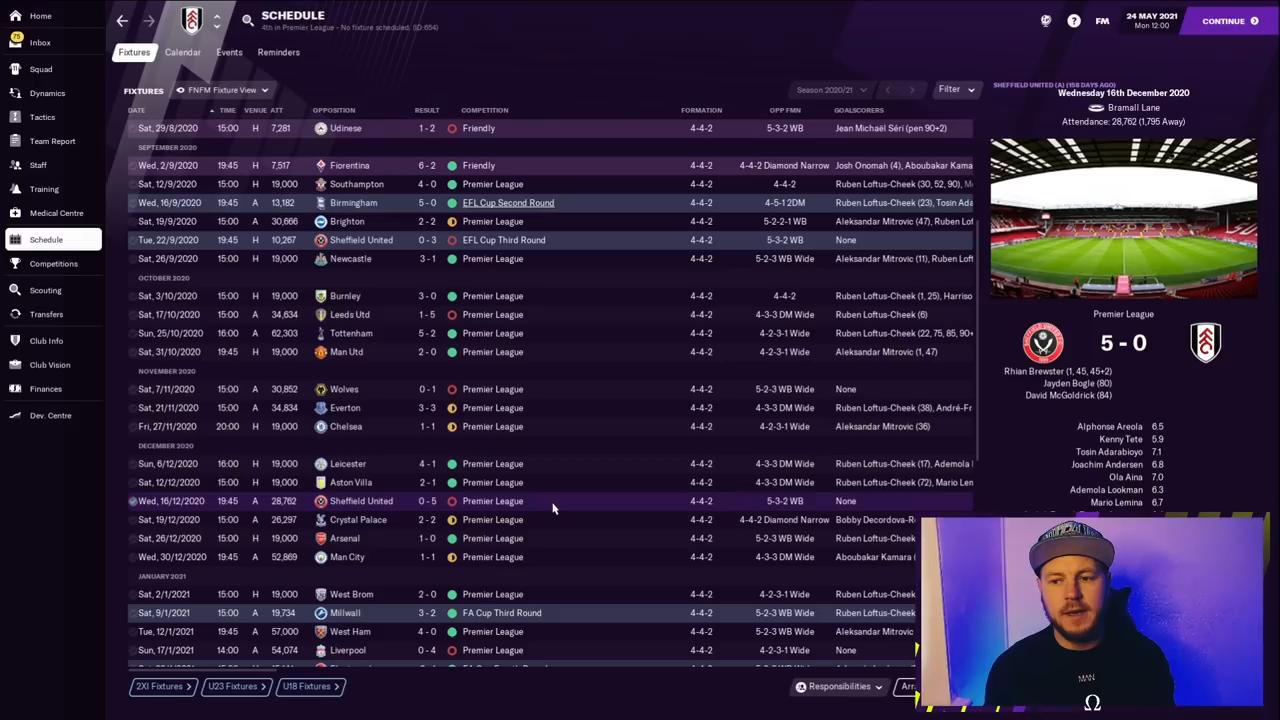 Home
75
Inbox
Squad
Dynamics
Tactics
Team Report
Staff
Training
Medical Centre
Schedule
Competitions
Scouting
Transfers
Club Info
Club Vision
Finances
Dev. Centre
SCHEDULE
4th in Premier League - No fixture scheduled. (ID:654)
? FM
24 MAY 2021
Mon 12:00
CONTINUE
Fixtures Calendar Events Reminders
FIXTURES FNFM Fixture View Season 2020/21 Filter
DATE TIME VENUE ATT OPPOSITION RESULT COMPETITION FORMATION OPP FMN GOALSCORERS
Sat, 29/8/2020 15:00 H 7,281 Udinese 1 - 2 Friendly 4-4-2 5-3-2 WB Jean Michaël Séri (pen 90+2)
SEPTEMBER 2020
Wed, 2/9/2020 19:45 H 7,517 Fiorentina 6 - 2 Friendly 4-4-2 4-4-2 Diamond Narrow Josh Onomah (4), Aboubakar Kama
Sat, 12/9/2020 15:00 H 19,000 Southampton 4 - 0 Premier League 4-4-2 4-4-2 Ruben Loftus-Cheek (30, 52, 90),
Wed, 16/9/2020 19:45 A 13,182 Birmingham 5 - 0 EFL Cup Second Round 4-4-2 4-5-1 2DM Ruben Loftus-Cheek (23), Tosin Ada
Sat, 19/9/2020 15:00 A 30,666 Brighton 2 - 2 Premier League 4-4-2 5-2-2-1 WB Aleksandar Mitrovic (47), Ruben Lo
Tue, 22/9/2020 19:45 H 10,267 Sheffield United 0 - 3 EFL Cup Third Round 4-4-2 5-3-2 WB None
Sat, 26/9/2020 15:00 H 19,000 Newcastle 3 - 1 Premier League 4-4-2 5-2-3 WB Wide Aleksandar Mitrovic (11), Ruben Loft
OCTOBER 2020
Sat, 3/10/2020 15:00 H 19,000 Burnley 3 - 0 Premier League 4-4-2 4-4-2 Ruben Loftus-Cheek (1, 25), Harriso
Sat, 17/10/2020 15:00 A 34,634 Leeds Utd 1 - 5 Premier League 4-4-2 4-3-3 DM Wide Ruben Loftus-Cheek (6)
Sun, 25/10/2020 16:00 A 62,303 Tottenham 5 - 2 Premier League 4-4-2 4-2-3-1 Wide Ruben Loftus-Cheek (22, 75, 85, 90+
Sat, 31/10/2020 19:45 H 19,000 Man Utd 2 - 0 Premier League 4-4-2 4-2-3-1 Wide Aleksandar Mitrovic (1, 47)
NOVEMBER 2020
Sat, 7/11/2020 15:00 A 30,852 Wolves 0 - 1 Premier League 4-4-2 5-2-3 WB Wide None
Sat, 21/11/2020 15:00 A 34,834 Everton 3 - 3 Premier League 4-4-2 4-3-3 DM Wide Ruben Loftus-Cheek (38), André-Fr
Fri, 27/11/2020 20:00 H 19,000 Chelsea 1 - 1 Premier League 4-4-2 4-2-3-1 Wide Aleksandar Mitrovic (36)
DECEMBER 2020
Sun, 6/12/2020 16:00 H 19,000 Leicester 4 - 1 Premier League 4-4-2 4-3-3 DM Wide Ruben Loftus-Cheek (17), Ademola
Sat, 12/12/2020 15:00 H 19,000 Aston Villa 2 - 1 Premier League 4-4-2 4-3-3 DM Wide Ruben Loftus-Cheek (72), Mario Lem
Wed, 16/12/2020 19:45 A 28,762 Sheffield United 0 - 5 Premier League 4-4-2 5-3-2 WB None
Sat, 19/12/2020 15:00 A 26,297 Crystal Palace 2 - 2 Premier League 4-4-2 4-4-2 Diamond Narrow Bobby Decordova-R
Sat, 26/12/2020 15:00 H 19,000 Arsenal 1 - 0 Premier League 4-4-2 4-2-3-1 Wide Ruben Loftus-Cheek
Wed, 30/12/2020 19:45 A 52,869 Man City 1 - 1 Premier League 4-4-2 4-3-3 DM Wide Aboubakar Kamara (
JANUARY 2021
Sat, 2/1/2021 15:00 H 19,000 West Brom 2 - 0 Premier League 4-4-2 4-2-3-1 Wide Ruben Loftus-Cheek
Sat, 9/1/2021 15:00 A 19,734 Millwall 3 - 2 FA Cup Third Round 4-4-2 5-2-3 WB Wide Ruben Loftus-Cheek
Tue, 12/1/2021 19:45 A 57,000 West Ham 4 - 0 Premier League 4-4-2 5-2-3 WB Wide Aleksandar Mitrovic
Sun, 17/1/2021 14:00 A 54,074 Liverpool 0 - 4 Premier League 4-4-2 4-2-3-1 Wide None
2XI Fixtures U23 Fixtures U18 Fixtures Responsibilities Arr
SHEFFIELD UNITED (A) (158 DAYS AGO)
Wednesday 16th December 2020
Bramall Lane
Attendance: 28,762 (1,795 Away)
Premier League
5 - 0
Rhian Brewster (1, 45, 45+2)
Jayden Bogle (80)
David McGoldrick (84)
Alphonse Areola 6.5
Kenny Tete 5.9
Tosin Adarabioyo 7.1
Joachim Andersen 6.8
Ola Aina 7.0
Ademola Lookman 6.3
Mario Lemina 6.7
MAN
Ω